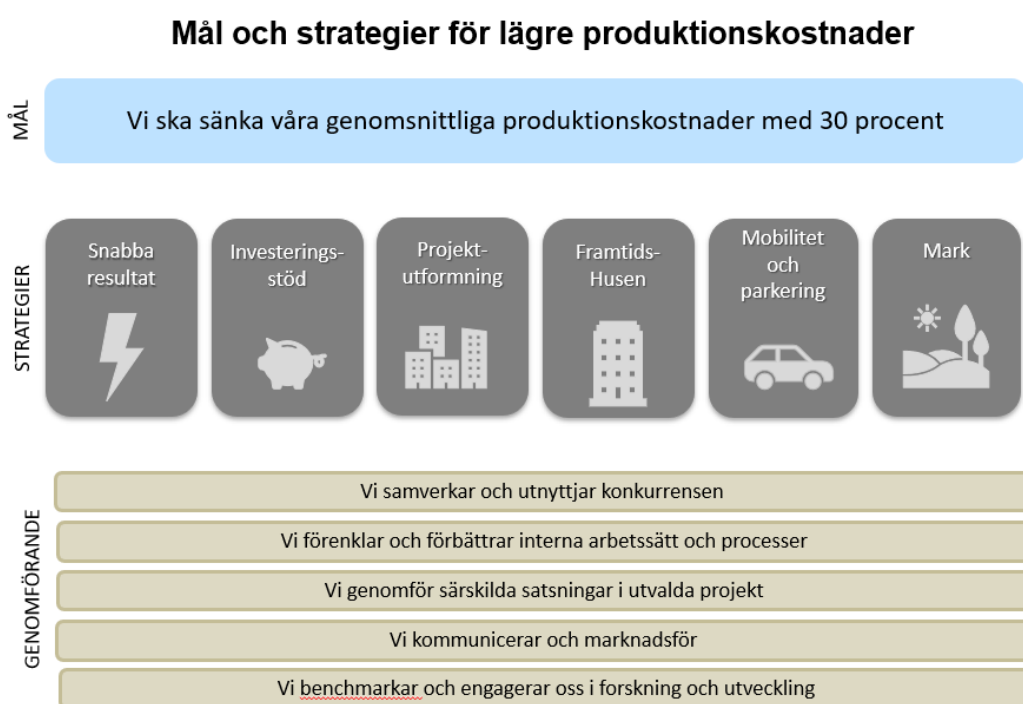 Mål och strategier för lägre produktionskostnader
MÅL
Vi ska sänka våra genomsnittliga produktionskostnader med 30 procent
STRATEGIER
Snabba
resultat
Investerings-
stöd
Projekt-
utformning
Framtids-
Husen
Mobilitet
och
parkering
Mark
GENOMFÖRANDE
Vi samverkar och utnyttjar konkurrensen
Vi förenklar och förbättrar interna arbetssätt och processer
Vi genomför särskilda satsningar i utvalda projekt
Vi kommunicerar och marknadsför
Vi benchmarkar och engagerar oss i forskning och utveckling